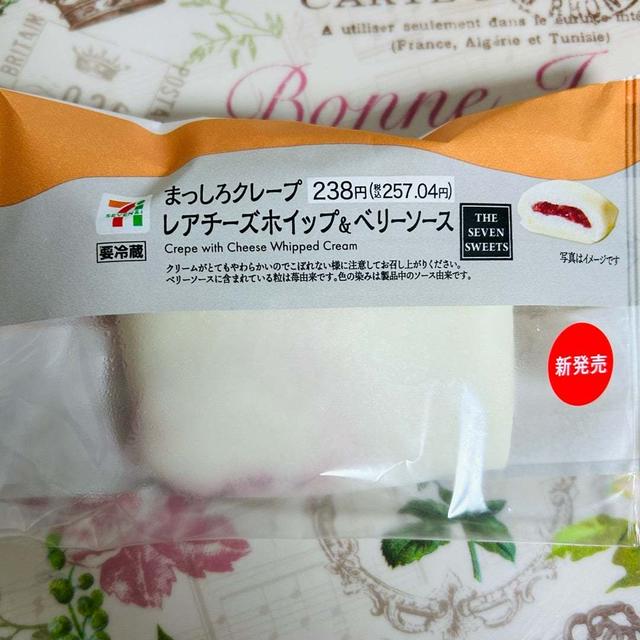 CARTE
A utiliser seulement dans le Service intérieur
(France, Algérie et Tunisie)
BRITAIN
POSTA
Bonne J
まっしろクレープ 238円(税込257.04円)
レアチーズホイップ&ベリーソース
THE
SEVEN
SWEETS
Crepe with Cheese Whipped Cream
要冷蔵
クリームがとてもやわらかいのでこぼれない様に注意してお召し上がりください。
ベリーソースに含まれている粒は苺由来です。色の染みは製品中のソース由来です。
写真はイメージです
新発売